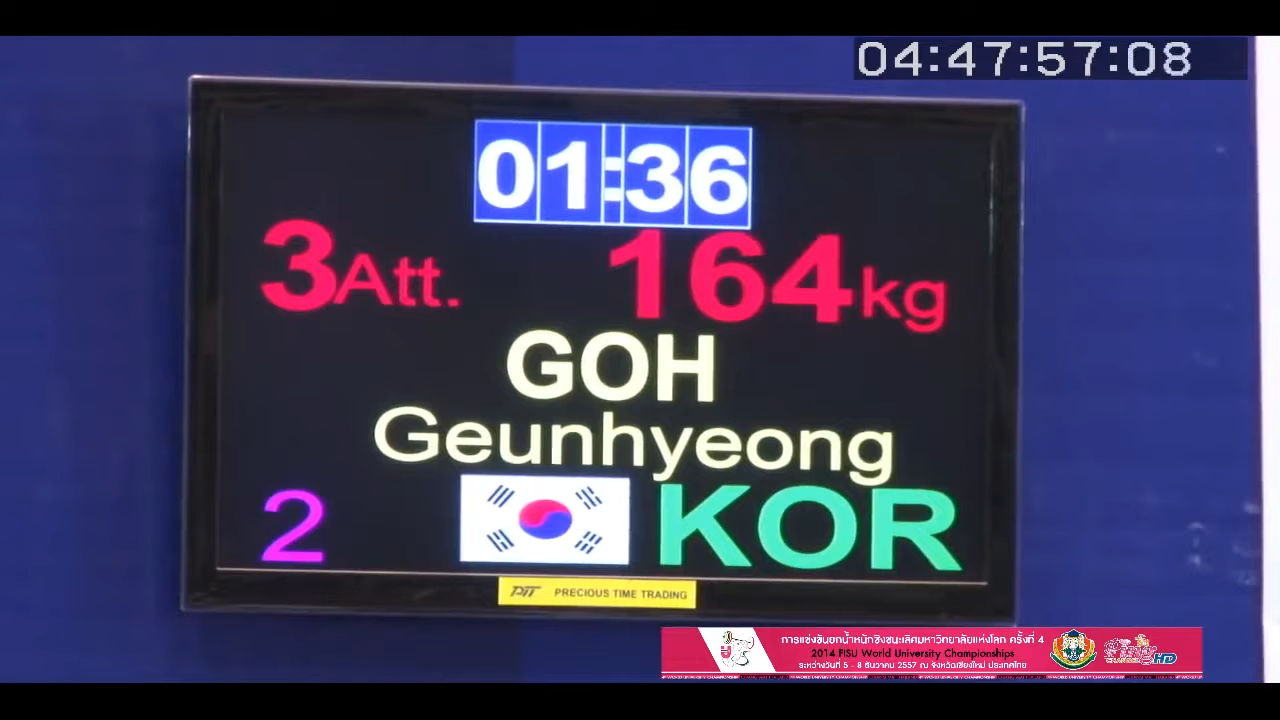 04:47:57:08
01:36
3Att. 164kg
GOH
Geunhyeong
2 KOR
PIT PRECIOUS TIME TRADING
การแข่งขันยกน้ำหนักชิงชนะเลิศมหาวิทยาลัยแห่งโลก ครั้งที่ 4
2014 FISU World University Championships
ระหว่างวันที่ 5 - 8 ธันวาคม 2557 ณ จังหวัดเชียงใหม่ ประเทศไทย
HD